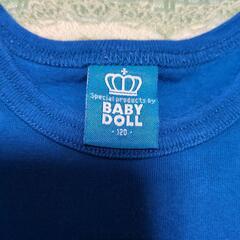 Special products by
BABY
DOLL
- 120 -